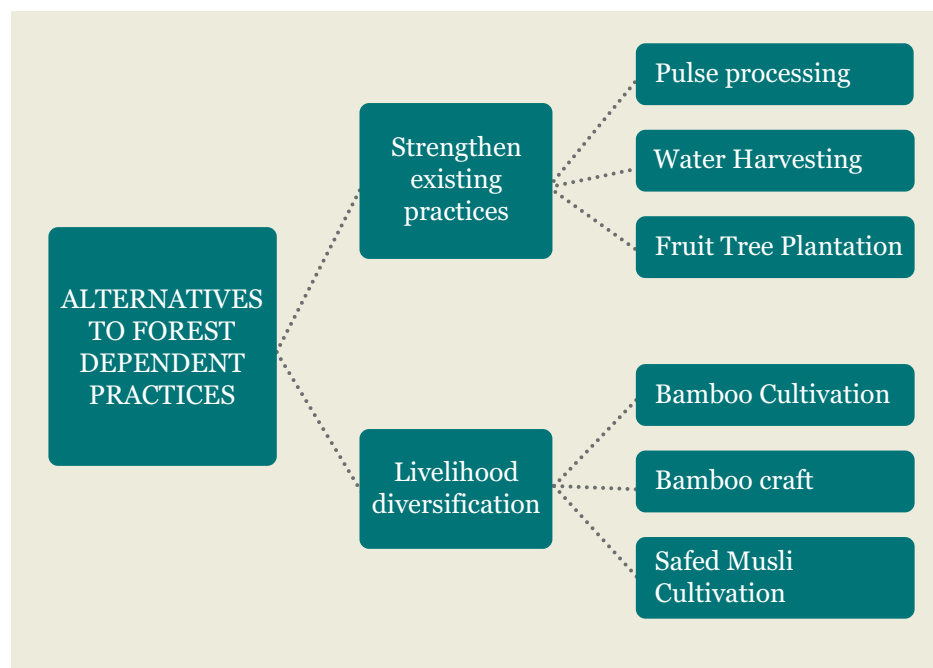 ALTERNATIVES
TO FOREST
DEPENDENT
PRACTICES
Strengthen
existing
practices
Pulse processing
Water Harvesting
Fruit Tree Plantation
Livelihood
diversification
Bamboo Cultivation
Bamboo craft
Safed Musli
Cultivation